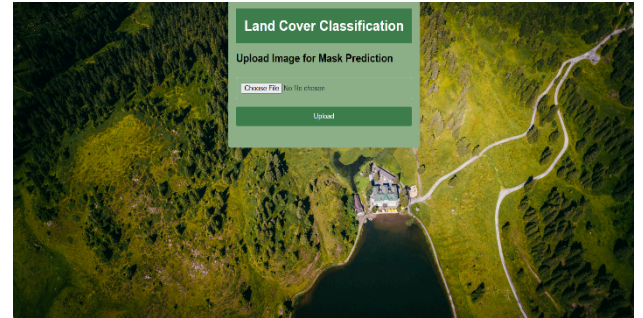 Land Cover Classification
Upload Image for Mask Prediction
Choose File No file chosen
Upload